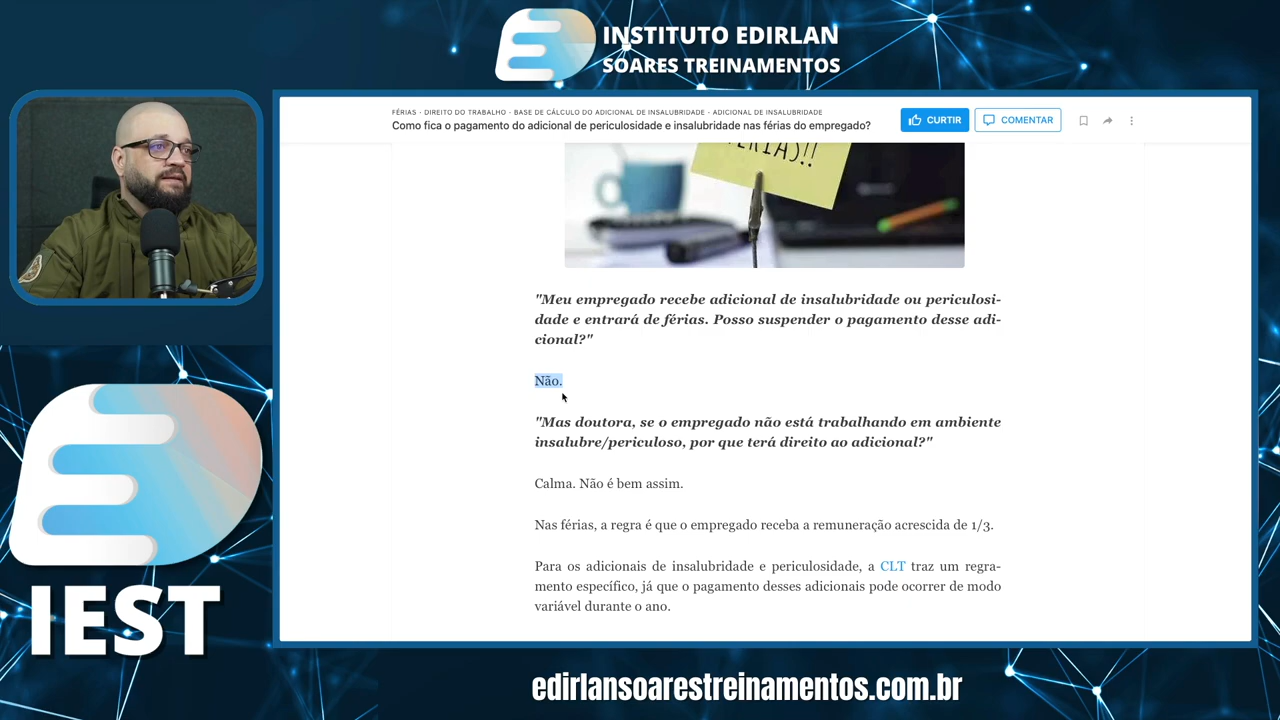 INSTITUTO EDIRLAN
SOARES TREINAMENTOS
FÉRIAS - DIREITO DO TRABALHO - BASE DE CÁLCULO DO ADICIONAL DE INSALUBRIDADE - ADICIONAL DE INSALUBRIDADE
Como fica o pagamento do adicional de periculosidade e insalubridade nas férias do empregado?
CURTIR
COMENTAR
FÉRIAS!!
"Meu empregado recebe adicional de insalubridade ou periculosi-
dade e entrará de férias. Posso suspender o pagamento desse adi-
cional?"
Não.
"Mas doutora, se o empregado não está trabalhando em ambiente
insalubre/periculoso, por que terá direito ao adicional?"
Calma. Não é bem assim.
Nas férias, a regra é que o empregado receba a remuneração acrescida de 1/3.
Para os adicionais de insalubridade e periculosidade, a CLT traz um regra-
mento específico, já que o pagamento desses adicionais pode ocorrer de modo
variável durante o ano.
IEST
edirlansoarestreinamentos.com.br